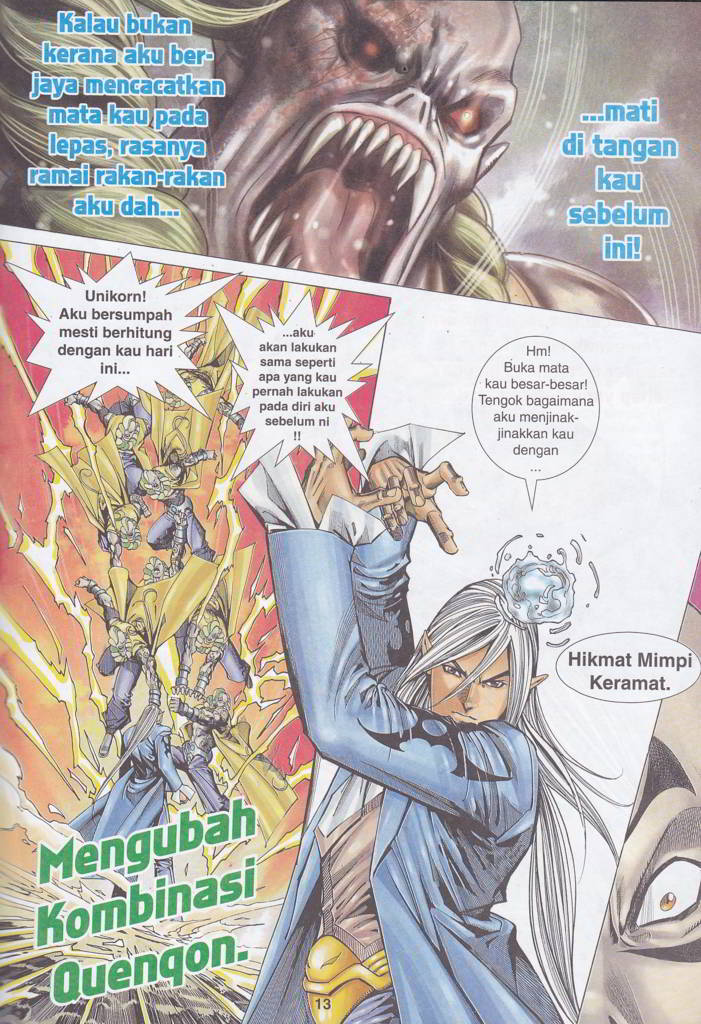 Kalau bukan
kerana aku ber-
jaya mencacatkan
mata kau pada
lepas, rasanya
ramai rakan-rakan
aku dah...
...mati
di tangan
kau
sebelum
ini!
Unikorn!
Aku bersumpah
mesti berhitung
dengan kau hari
ini...
...aku
akan lakukan
sama seperti
apa yang kau
pernah lakukan
pada diri aku
sebelum ni
!!
Hm!
Buka mata
kau besar-besar!
Tengok bagaimana
aku menjinak-
jinakkan kau
dengan
...
Hikmat Mimpi
Keramat.
Mengubah
Kombinasi
Quenqon.
13